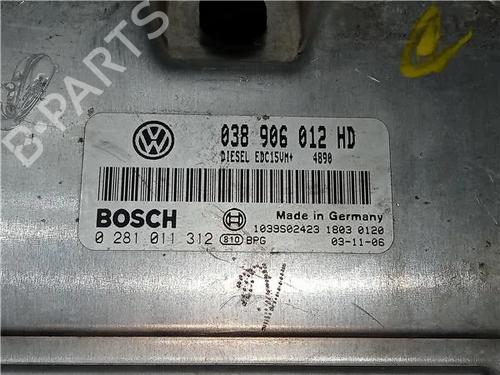 B-PARTS
038 906 012 HD
DIESEL EDC15VM+ 4890
BOSCH
Made in Germany
0 281 011 312 810 BPG
1039S02423 1803 0120
03-11-06